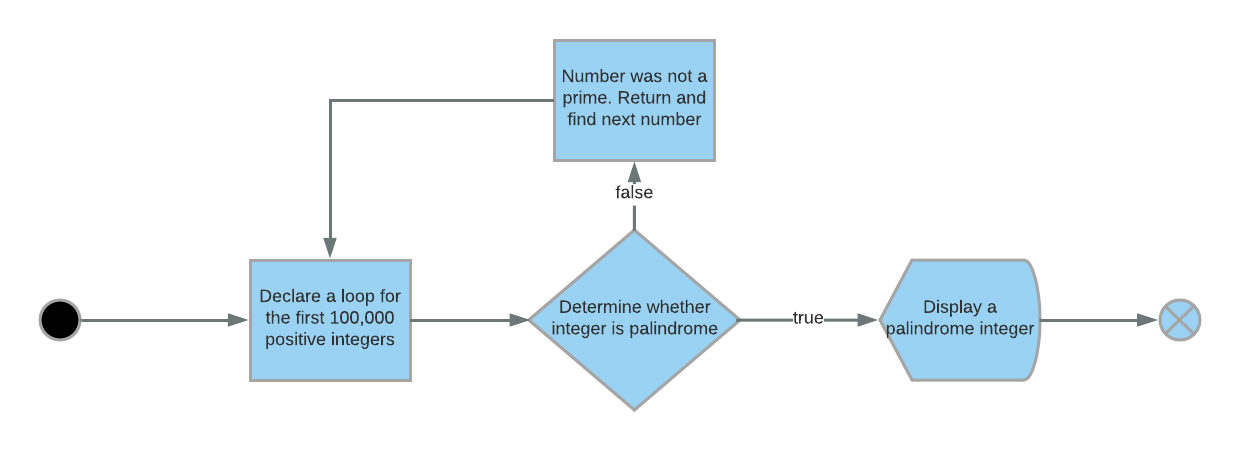 Number was not a
prime. Return and
find next number
false
Declare a loop for
the first 100,000
positive integers
Determine whether
integer is palindrome
true
Display a
palindrome integer